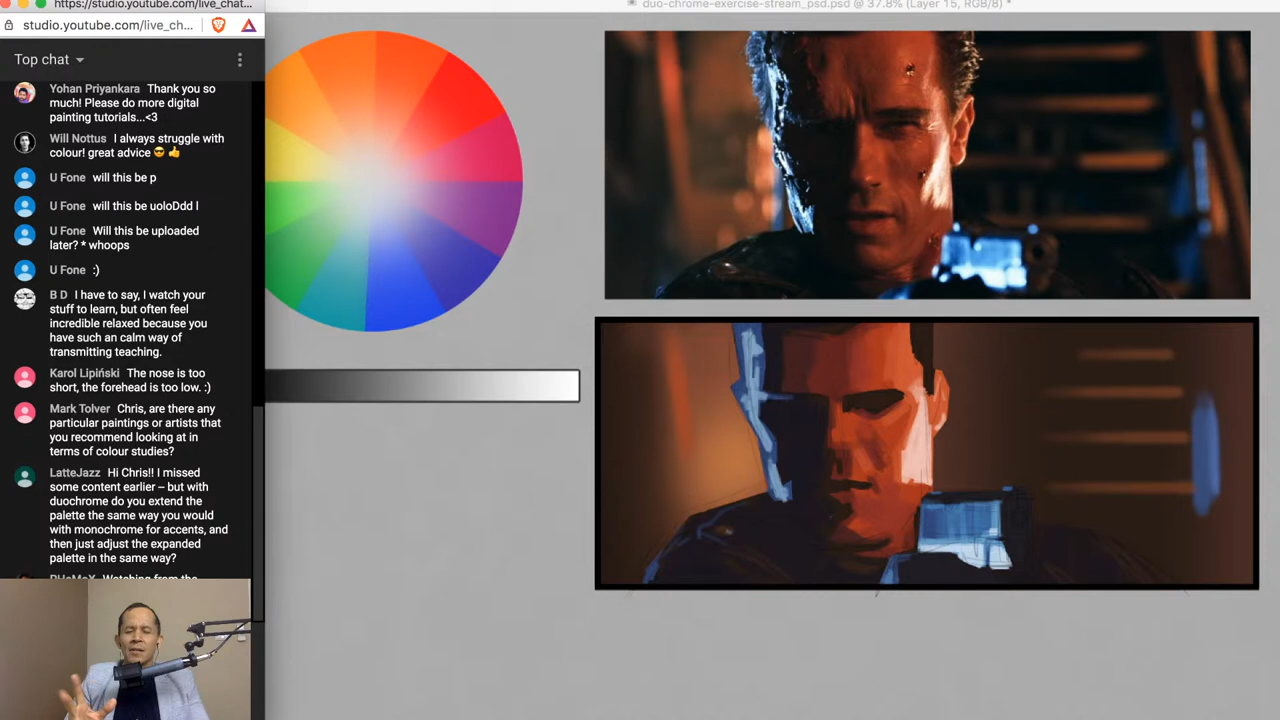 https://studio.youtube.com/live_chat...
duo-chrome-exercise-stream_psd.psd @ 37.8% (Layer 15, RGB/8) *
studio.youtube.com/live_ch...
Top chat
Yohan Priyankara Thank you so
much! Please do more digital
painting tutorials...<3
Will Nottus I always struggle with
colour! great advice 😎👍
U Fone will this be p
U Fone will this be uoloDdd l
U Fone Will this be uploaded
later? * whoops
U Fone :)
B D I have to say, I watch your
stuff to learn, but often feel
incredible relaxed because you
have such an calm way of
transmitting teaching.
Karol Lipiński The nose is too
short, the forehead is too low. :)
Mark Tolver Chris, are there any
particular paintings or artists that
you recommend looking at in
terms of colour studies?
LatteJazz Hi Chris!! I missed
some content earlier – but with
duochrome do you extend the
palette the same way you would
with monochrome for accents, and
then just adjust the expanded
palette in the same way?
Watching from the